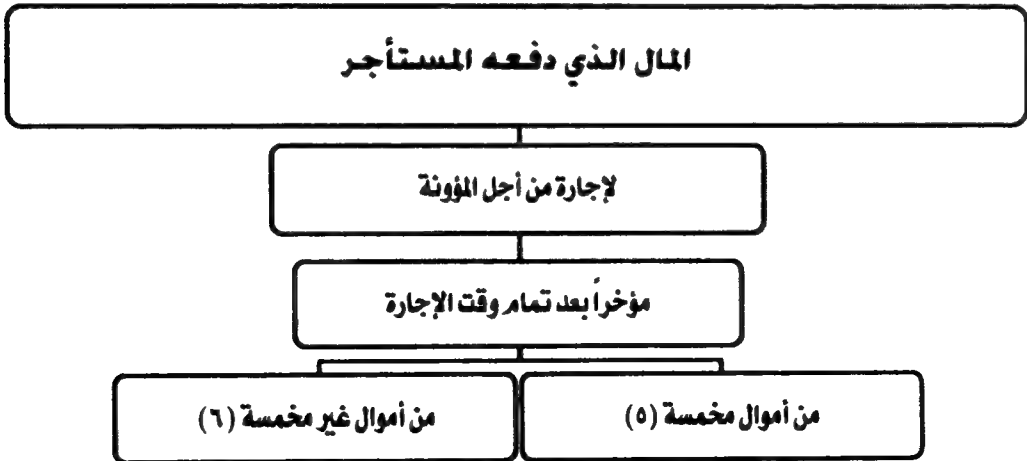 المال الذي دفعه المستأجر
لإجارة من أجل المؤونة
مؤخراً بعد تمام وقت الإجارة
من أموال مخمسة (٥)
من أموال غير مخمسة (٦)